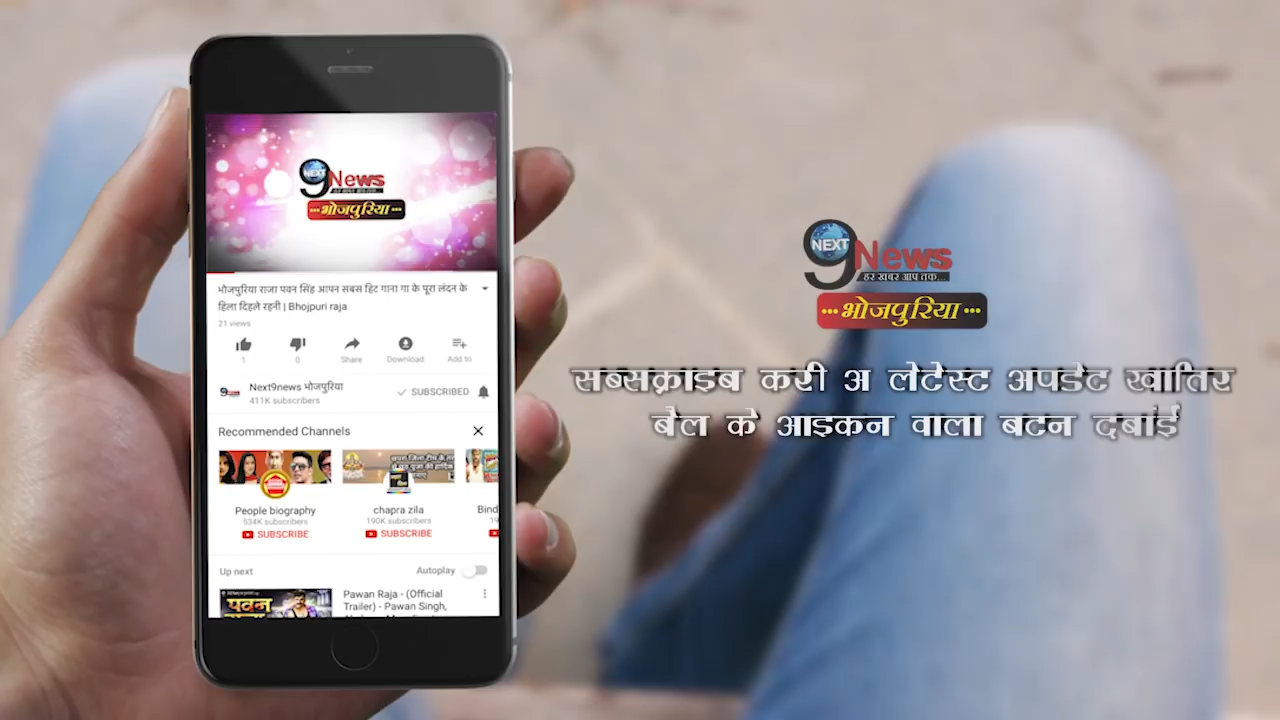 NEXT
9 News
हर खबर आप तक...
भोजपुरिया
भोजपुरिया राजा पवन सिंह आपन सबस हिट गाना गा के पूरा लंदन के
हिला दिहले रहनी | Bhojpuri raja
21 views
1
0
Share
Download
Add to
Next9news भोजपुरिया
411K subscribers
SUBSCRIBED
Recommended Channels
People biography
534K subscribers
SUBSCRIBE
chapra zila
190K subscribers
SUBSCRIBE
Bind
19
Up next
Autoplay
पवन
Pawan Raja - (Official
Trailer) - Pawan Singh,
NEXT
9 News
हर खबर आप तक...
भोजपुरिया
सब्सक्राइब करी अ लेटेस्ट अपडेट खातिर
बेल के आइकन वाला बटन दबाई